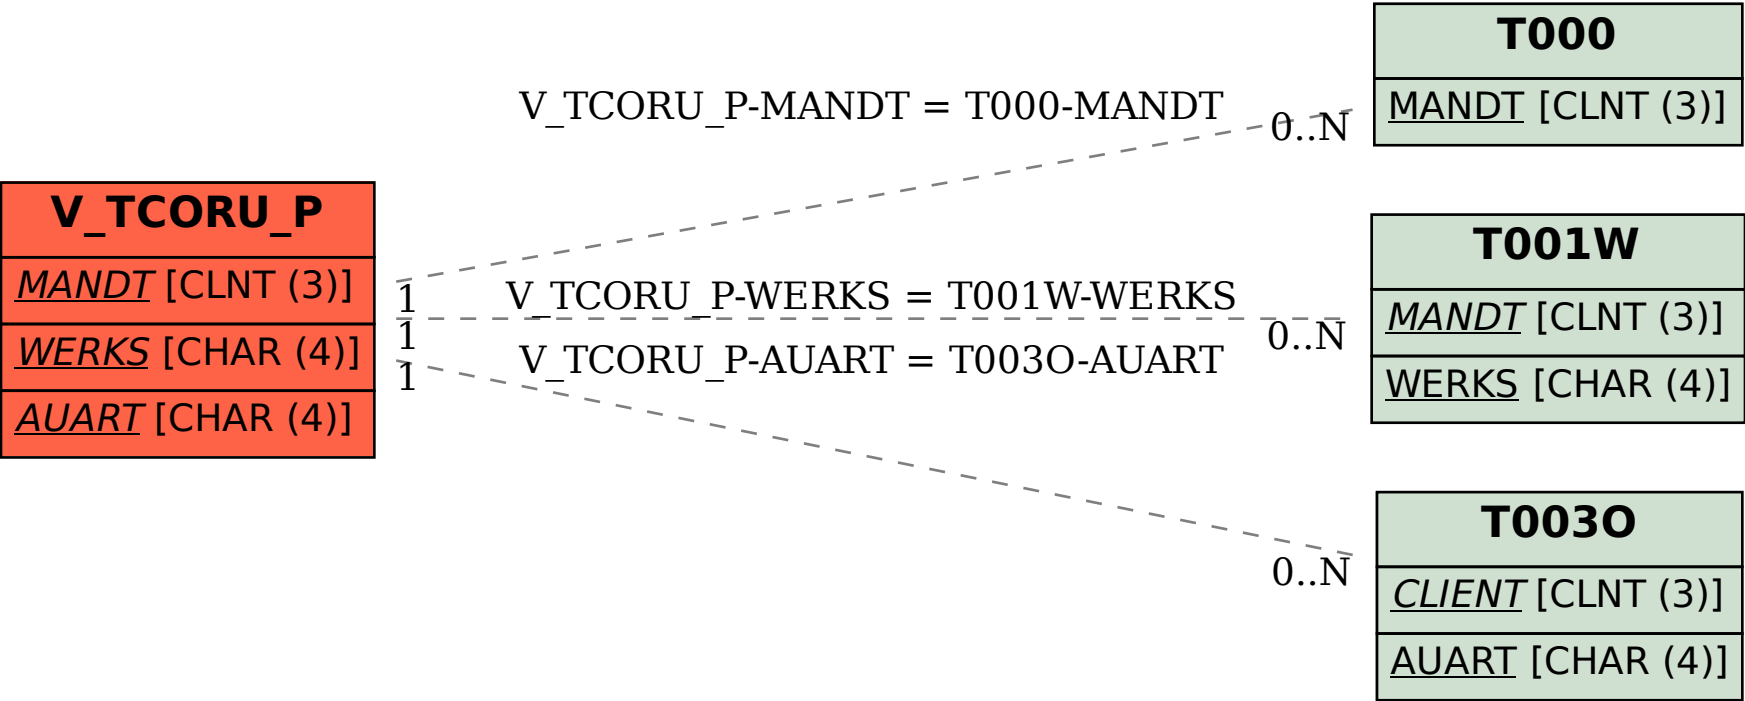 V_TCORU_P
MANDT [CLNT (3)]
WERKS [CHAR (4)]
AUART [CHAR (4)]
V_TCORU_P-MANDT = T000-MANDT
0..N
1
V_TCORU_P-WERKS = T001W-WERKS
1
0..N
V_TCORU_P-AUART = T003O-AUART
1
0..N
T000
MANDT [CLNT (3)]
T001W
MANDT [CLNT (3)]
WERKS [CHAR (4)]
T003O
CLIENT [CLNT (3)]
AUART [CHAR (4)]